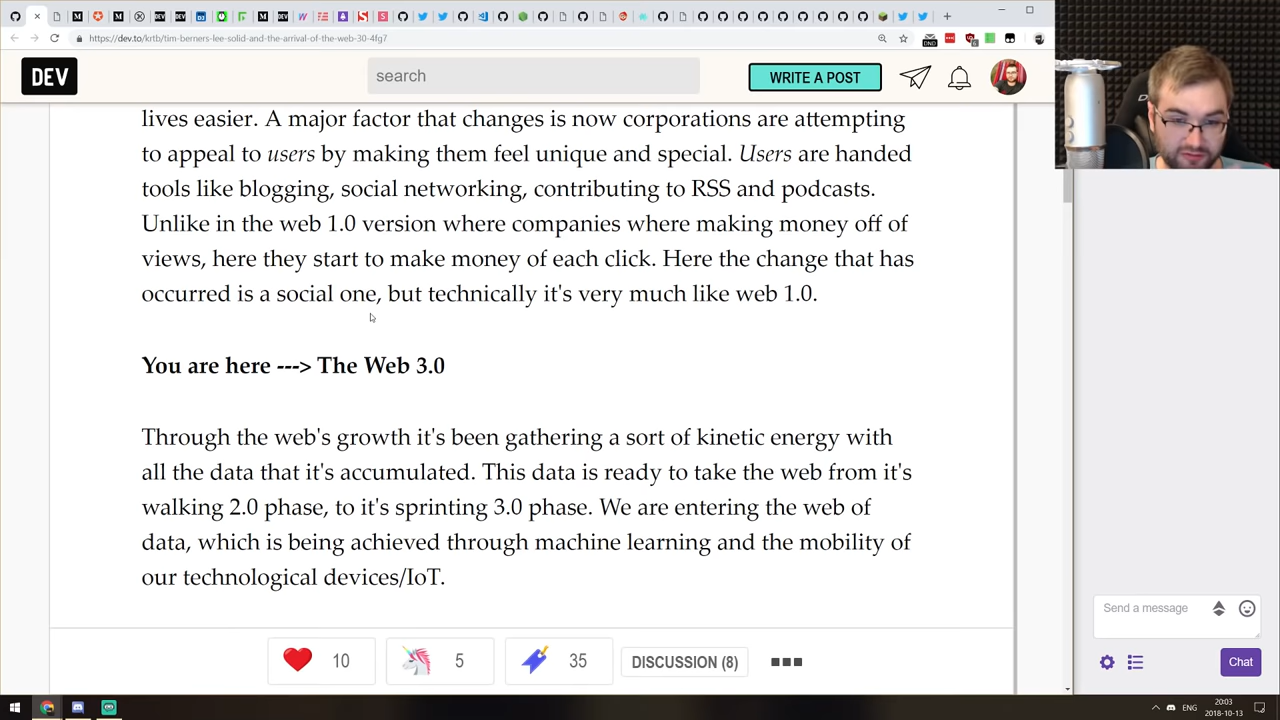 https://dev.to/krtb/tim-berners-lee-solid-and-the-arrival-of-the-web-30-4fg7
DEV
search
WRITE A POST
lives easier. A major factor that changes is now corporations are attempting
to appeal to users by making them feel unique and special. Users are handed
tools like blogging, social networking, contributing to RSS and podcasts.
Unlike in the web 1.0 version where companies where making money off of
views, here they start to make money of each click. Here the change that has
occurred is a social one, but technically it's very much like web 1.0.
You are here ---> The Web 3.0
Through the web's growth it's been gathering a sort of kinetic energy with
all the data that it's accumulated. This data is ready to take the web from it's
walking 2.0 phase, to it's sprinting 3.0 phase. We are entering the web of
data, which is being achieved through machine learning and the mobility of
our technological devices/IoT.
10
5
35
DISCUSSION (8)
Send a message
Chat
ENG
20:03
2018-10-13